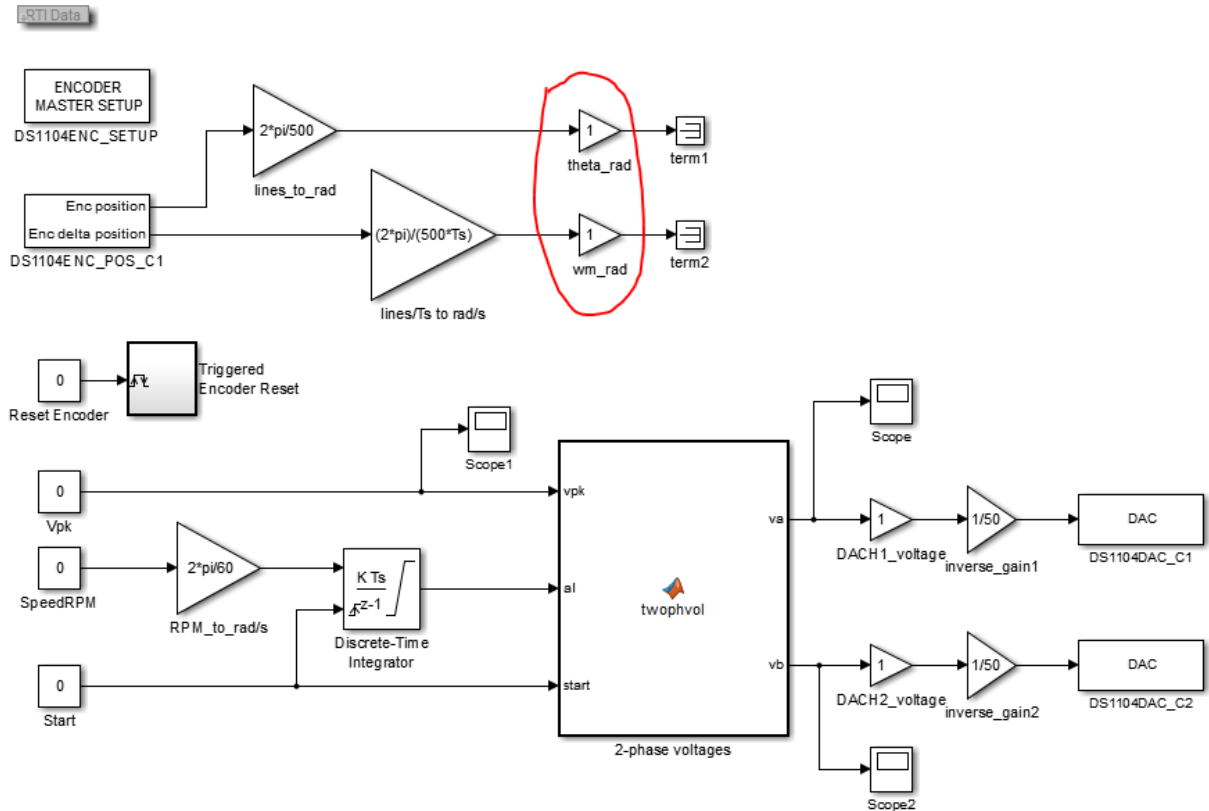 RTI Data
ENCODER
MASTER SETUP
DS1104ENC_SETUP
2*pi/500
lines_to_rad
1
theta_rad
term1
Enc position
Enc delta position
DS1104ENC_POS_C1
(2*pi)/(500*Ts)
lines/Ts to rad/s
1
wm_rad
term2
0
Reset Encoder
Triggered
Encoder Reset
Scope1
Scope
0
Vpk
0
SpeedRPM
2*pi/60
RPM_to_rad/s
K Ts
z-1
Discrete-Time
Integrator
0
Start
vpk
al
start
twophvol
va
vb
2-phase voltages
1
DACH1_voltage
1/50
inverse_gain1
DAC
DS1104DAC_C1
1
DACH2_voltage
1/50
inverse_gain2
DAC
DS1104DAC_C2
Scope2